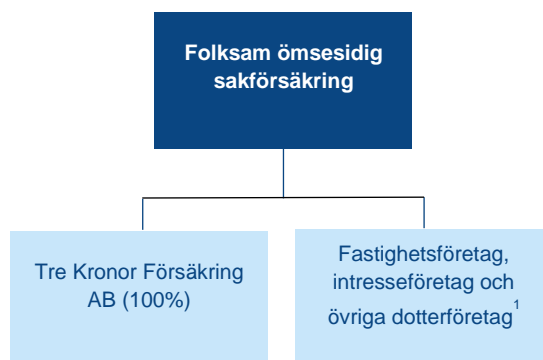 Folksam ömsesidig
sakförsäkring
Tre Kronor Försäkring
AB (100%)
Fastighetsföretag,
intresseföretag och
övriga dotterföretag¹